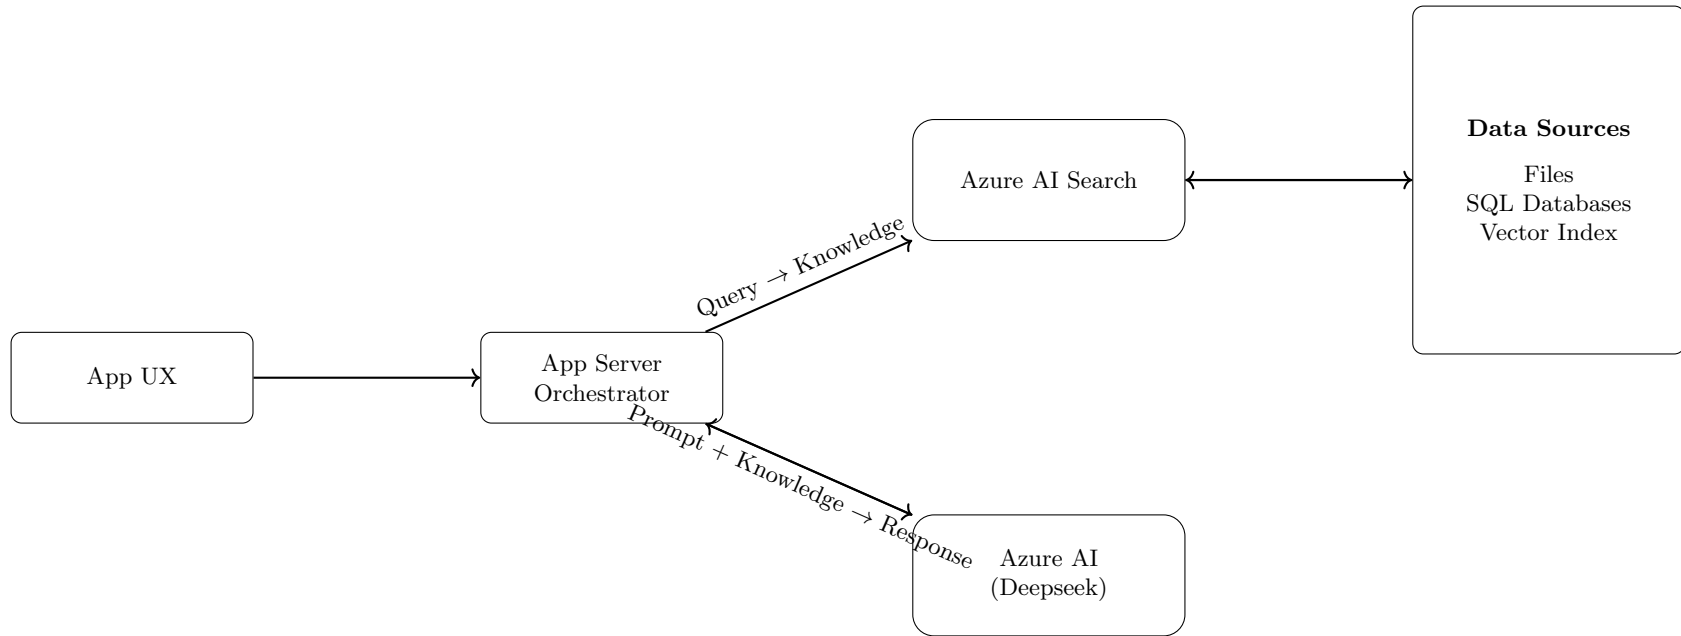 Data Sources
Files
SQL Databases
Vector Index
Azure AI Search
Query → Knowledge
App UX
App Server
Orchestrator
Prompt + Knowledge → Response
Azure AI
(Deepseek)